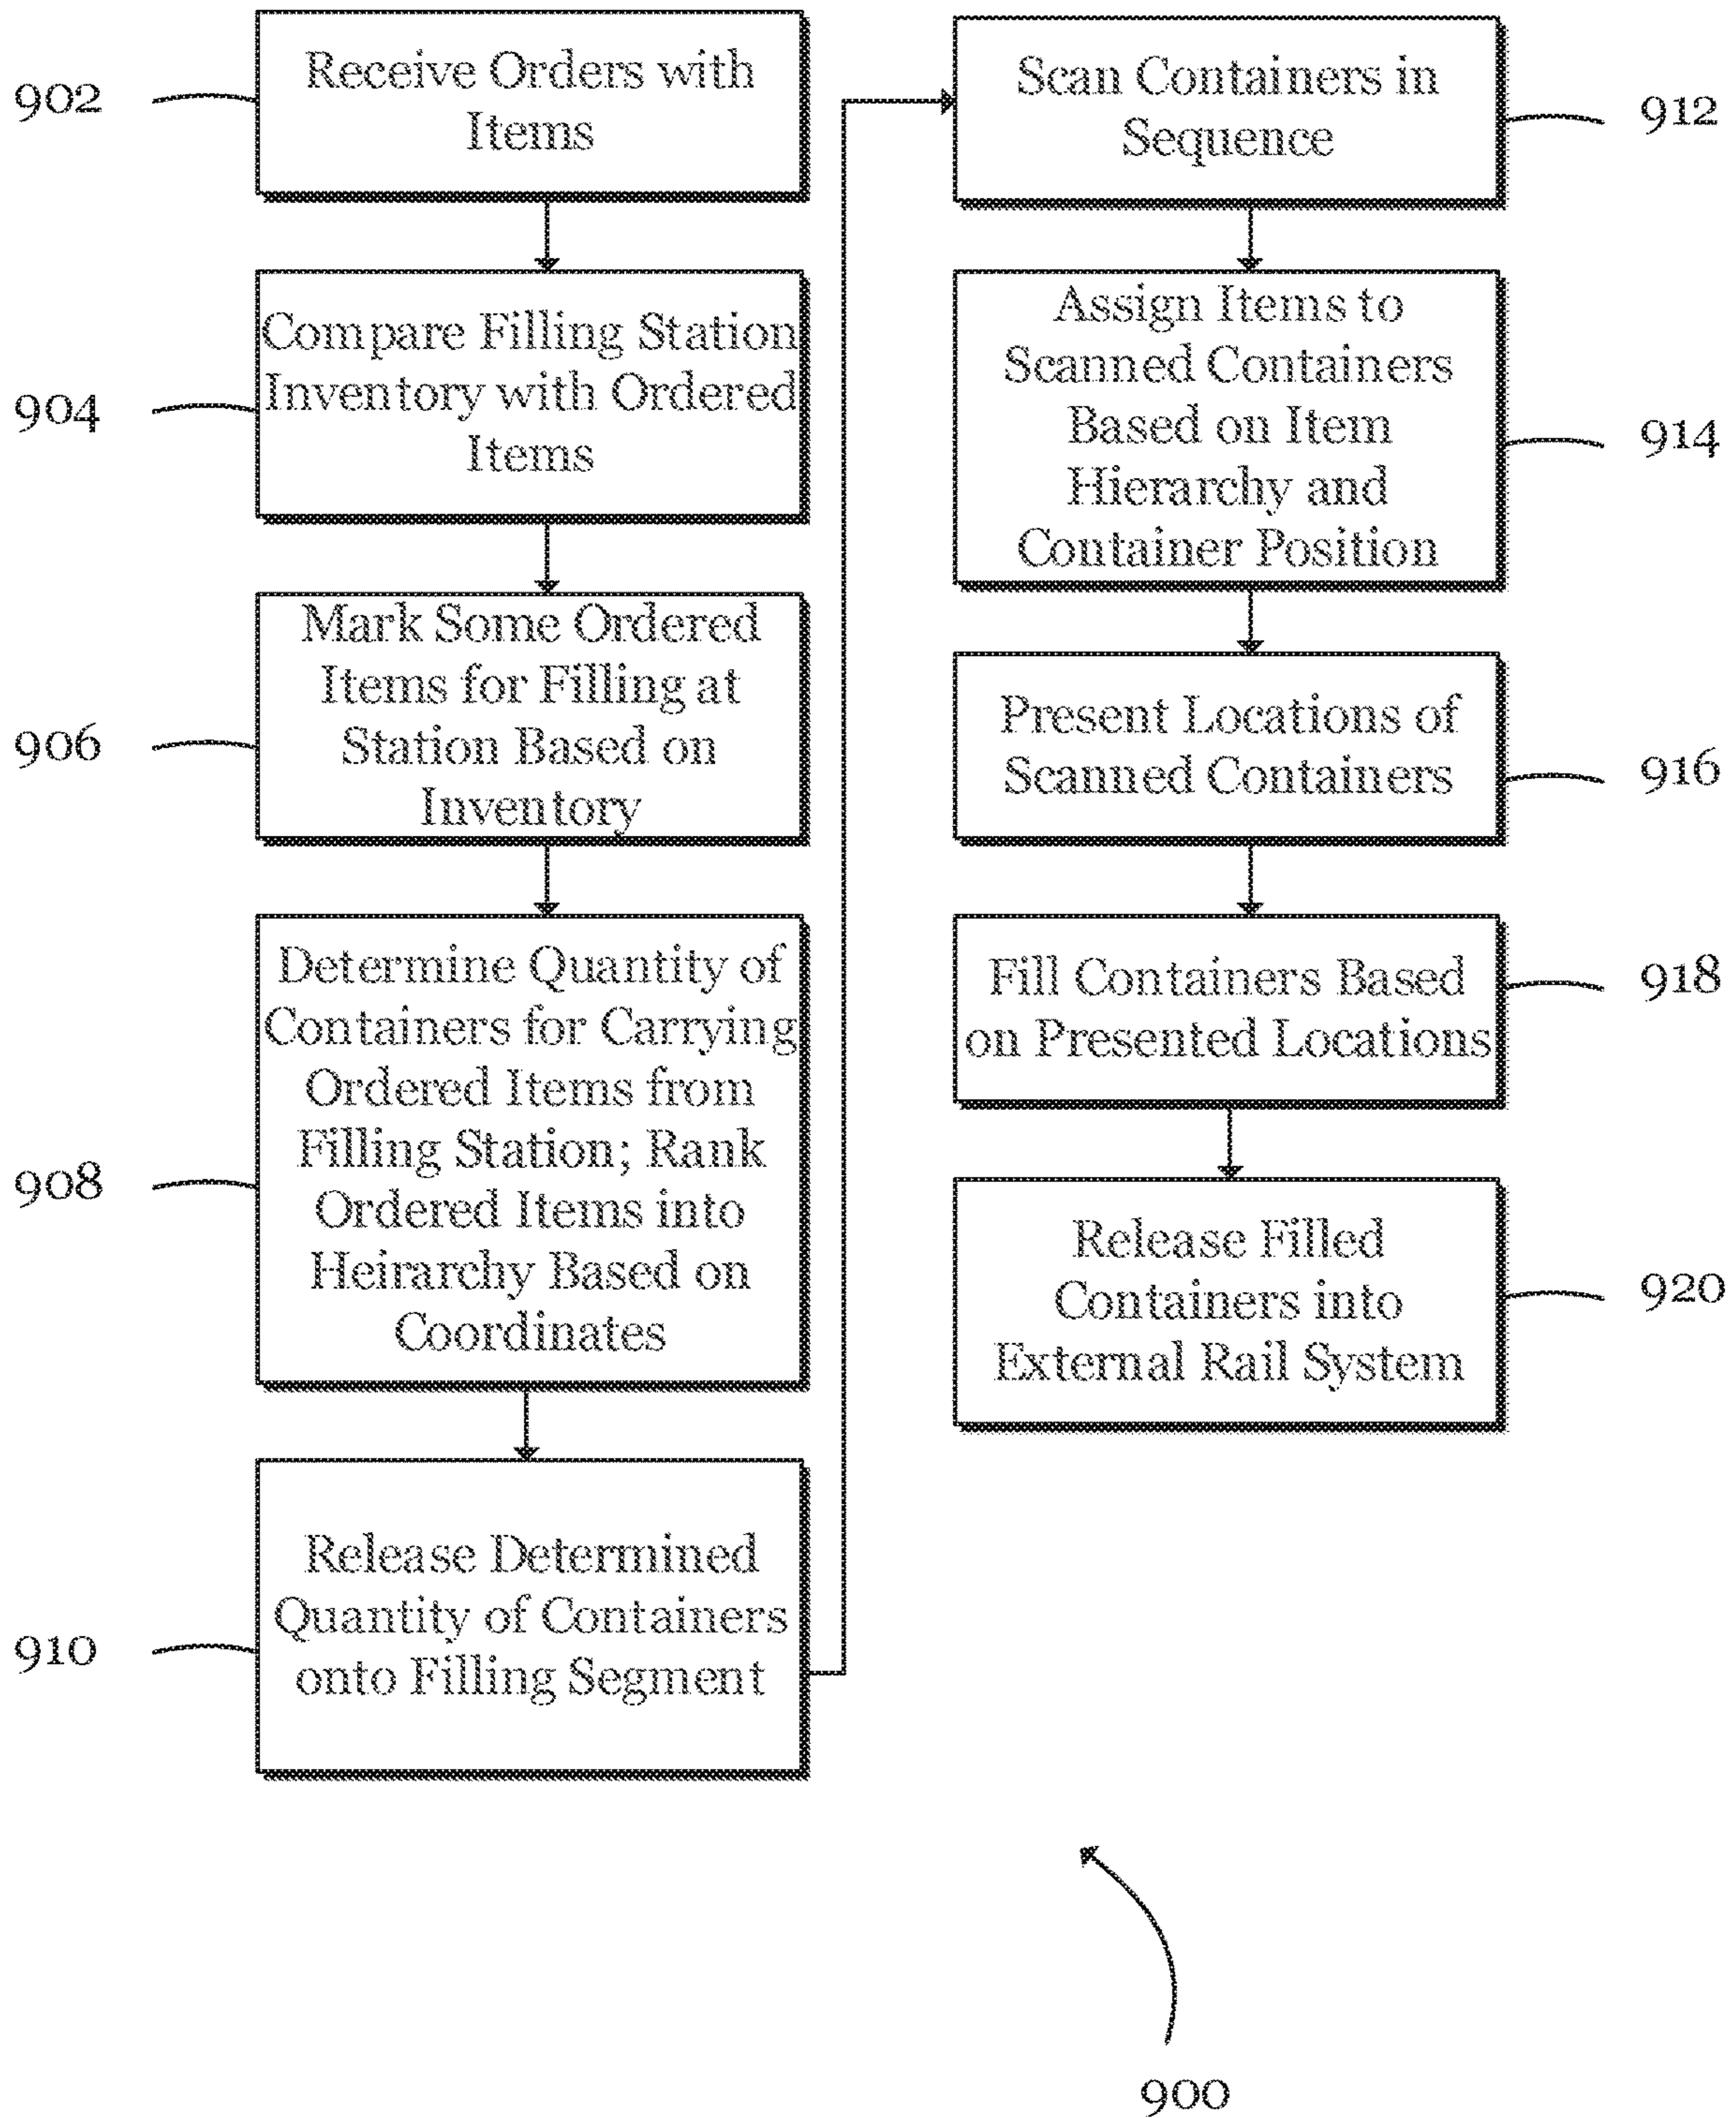 902
Receive Orders with
Items
904
Compare Filling Station
Inventory with Ordered
Items
906
Mark Some Ordered
Items for Filling at
Station Based on
Inventory
908
Determine Quantity of
Containers for Carrying
Ordered Items from
Filling Station; Rank
Ordered Items into
Heirarchy Based on
Coordinates
910
Release Determined
Quantity of Containers
onto Filling Segment
Scan Containers in
Sequence
912
Assign Items to
Scanned Containers
Based on Item
Hierarchy and
Container Position
914
Present Locations of
Scanned Containers
916
Fill Containers Based
on Presented Locations
918
Release Filled
Containers into
External Rail System
920
900